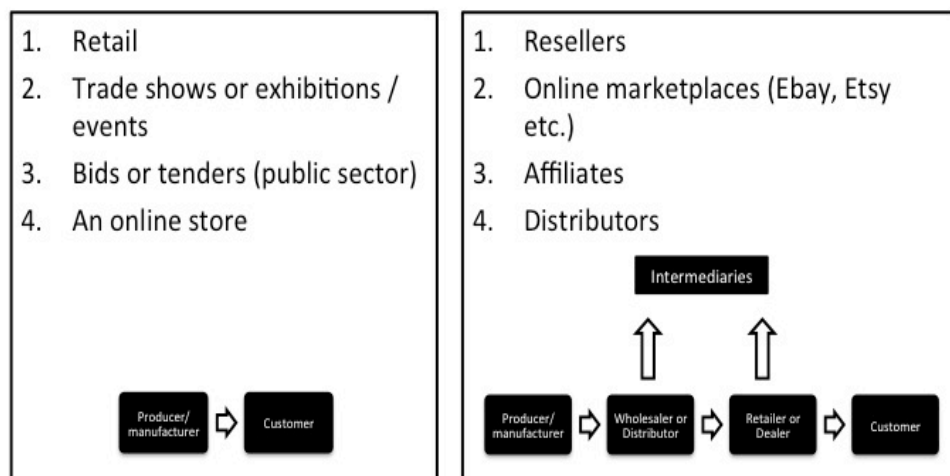 1. Retail
2. Trade shows or exhibitions /
events
3. Bids or tenders (public sector)
4. An online store
Producer/
manufacturer
Customer
1. Resellers
2. Online marketplaces (Ebay, Etsy
etc.)
3. Affiliates
4. Distributors
Intermediaries
Producer/
manufacturer
Wholesaler or
Distributor
Retailer or
Dealer
Customer